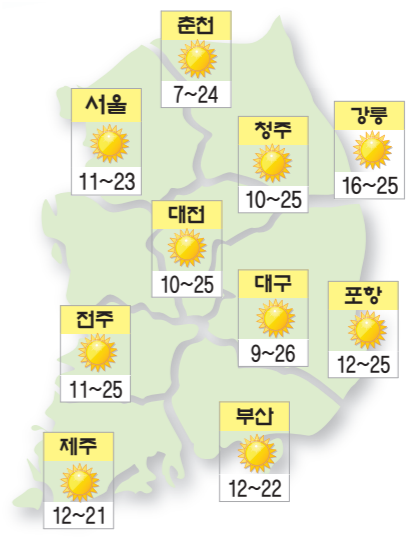 춘천
7~24
서울
11~23
강릉
16~25
청주
10~25
대전
10~25
대구
9~26
포항
12~25
전주
11~25
부산
12~22
제주
12~21